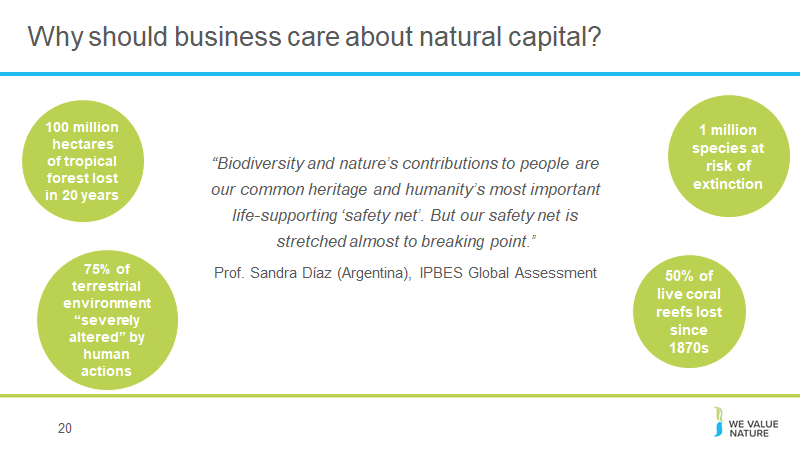 Why should business care about natural capital?
100 million
hectares
of tropical
forest lost
in 20 years
1 million
species at
risk of
extinction
“Biodiversity and nature’s contributions to people are
our common heritage and humanity’s most important
life-supporting ‘safety net’. But our safety net is
stretched almost to breaking point.”
Prof. Sandra Díaz (Argentina), IPBES Global Assessment
75% of
terrestrial
environment
“severely
altered” by
human
actions
50% of
live coral
reefs lost
since
1870s
20
WE VALUE
NATURE